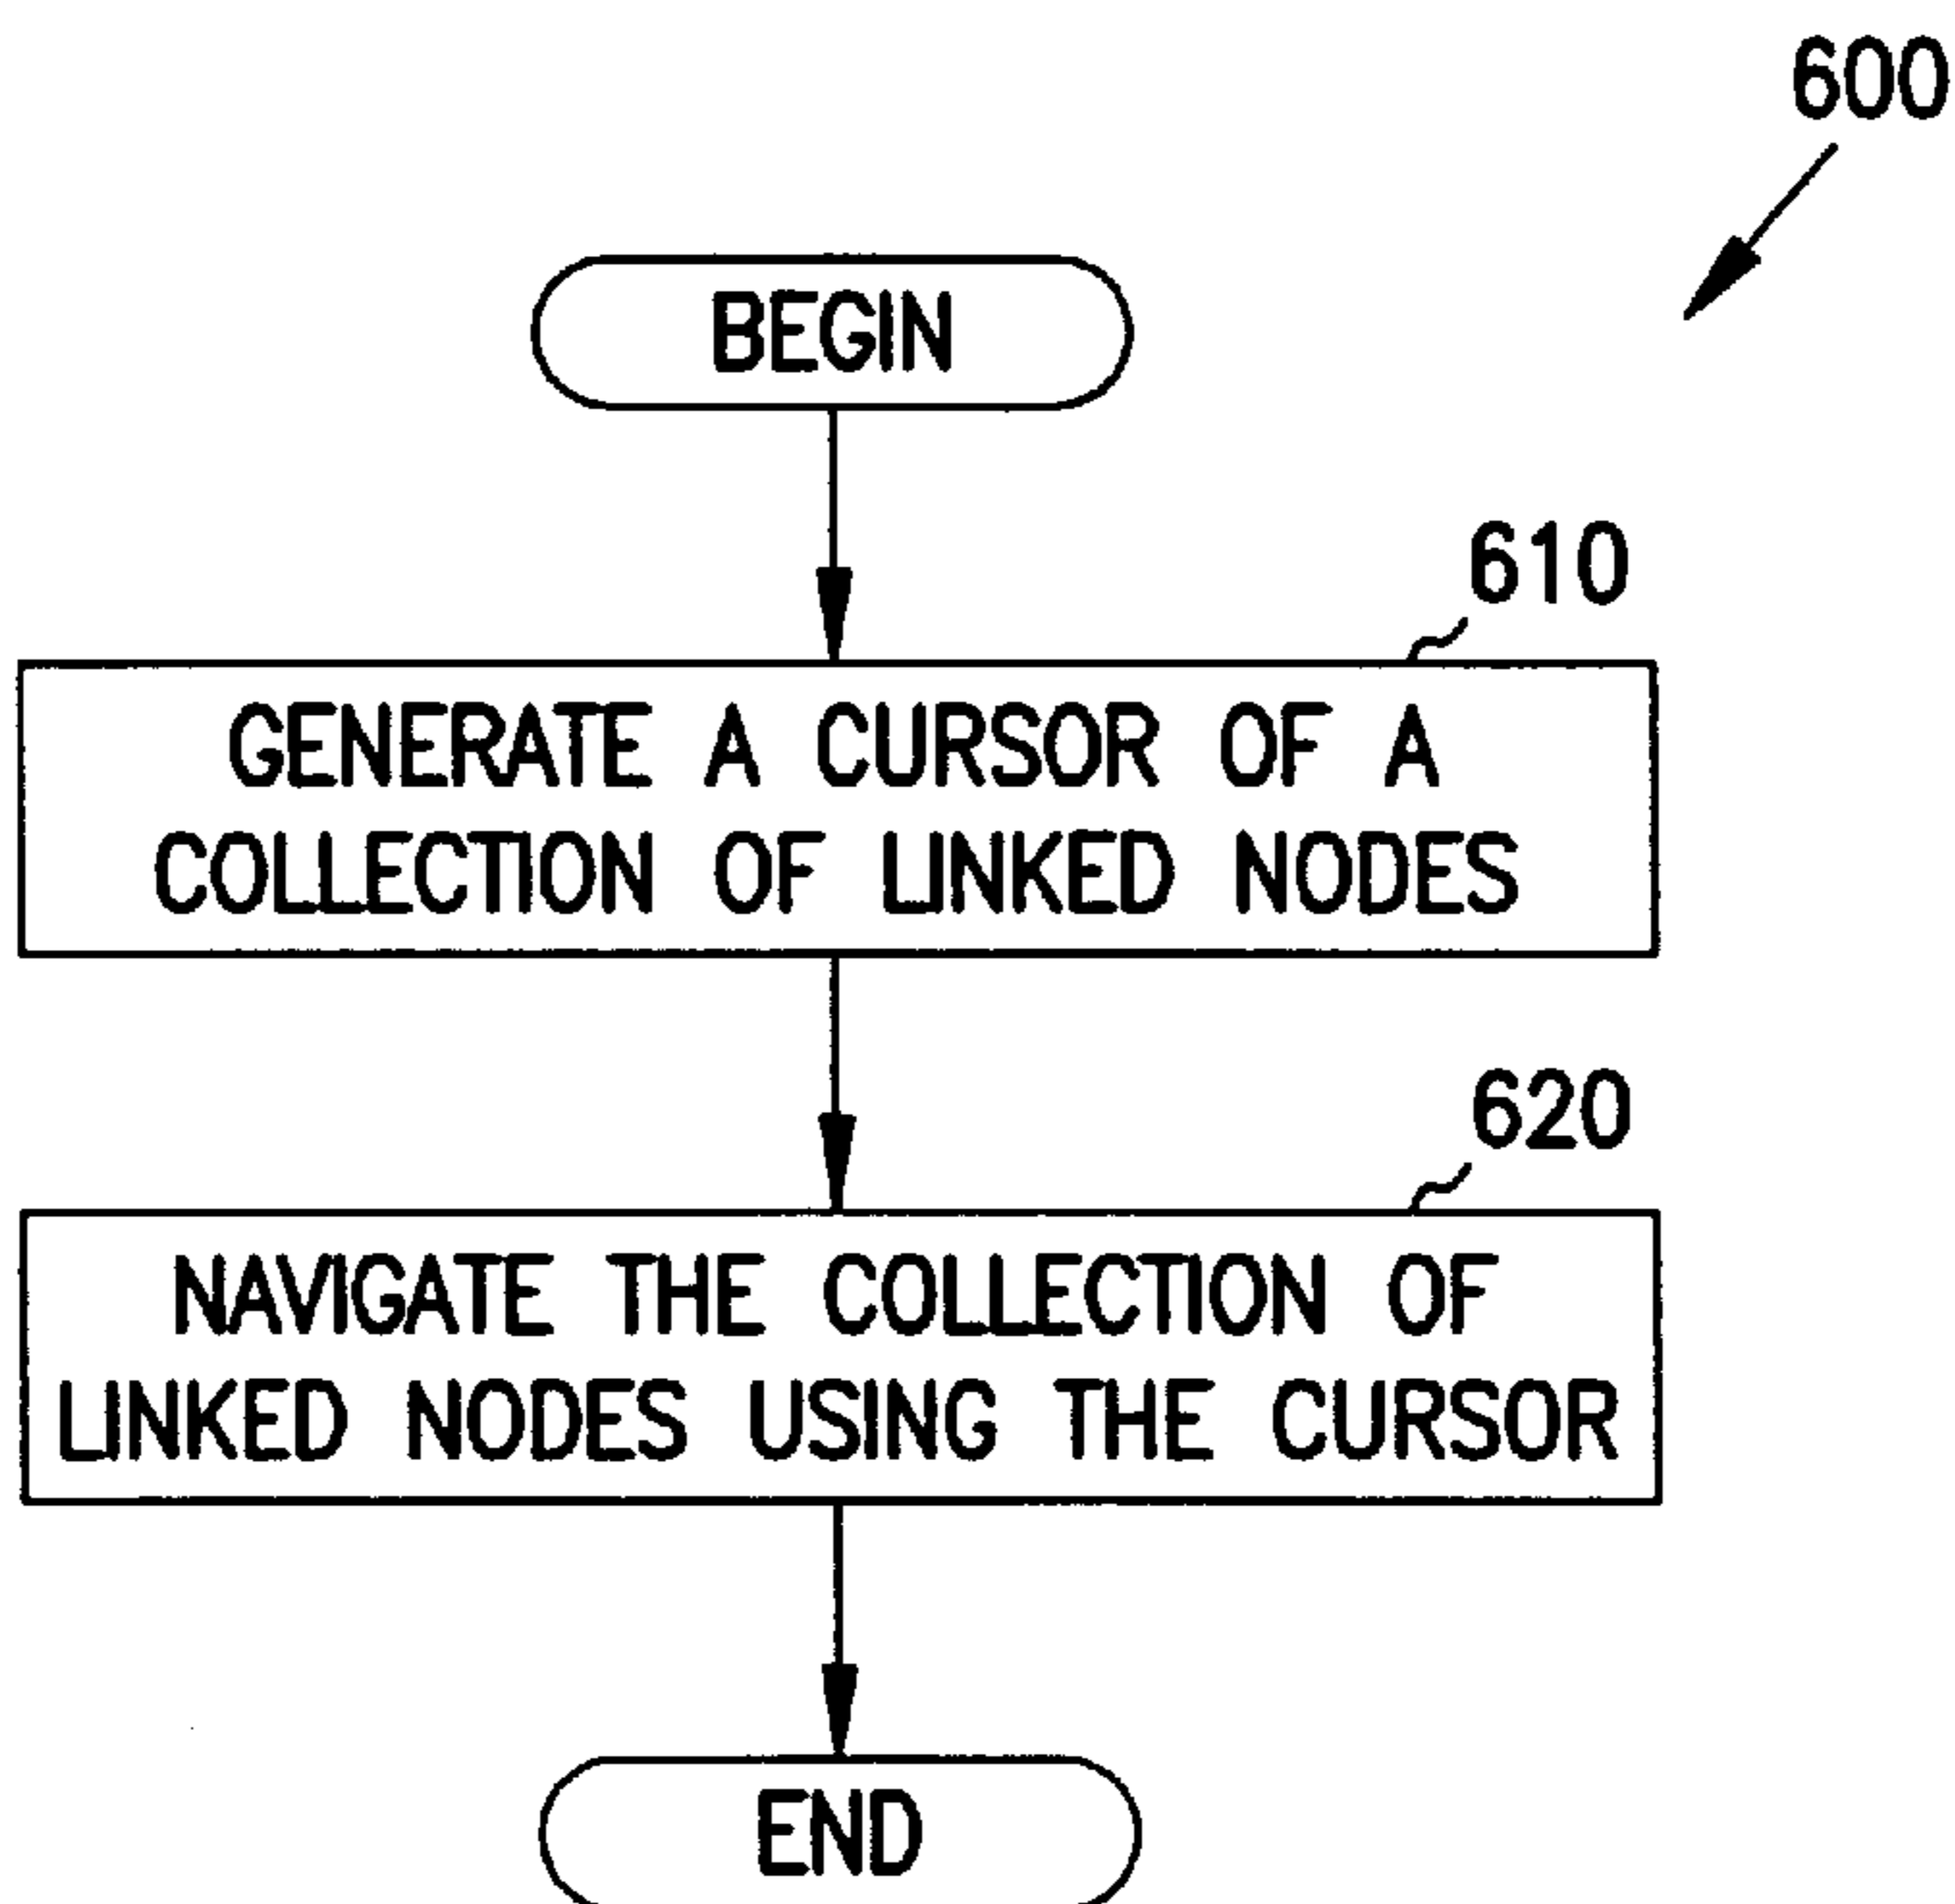 600
BEGIN
610
GENERATE A CURSOR OF A
COLLECTION OF LINKED NODES
620
NAVIGATE THE COLLECTION OF
LINKED NODES USING THE CURSOR
END